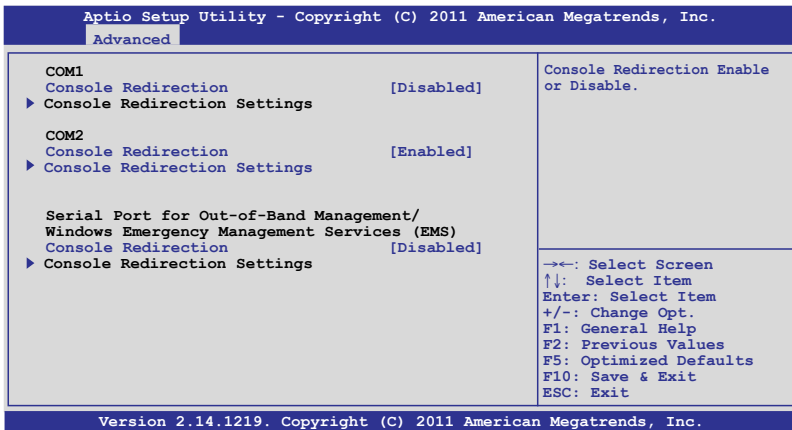 Aptio Setup Utility - Copyright (C) 2011 American Megatrends, Inc.
Advanced
COM1
Console Redirection [Disabled]
Console Redirection Settings
COM2
Console Redirection [Enabled]
Console Redirection Settings
Serial Port for Out-of-Band Management/
Windows Emergency Management Services (EMS)
Console Redirection [Disabled]
Console Redirection Settings
Console Redirection Enable
or Disable.
→←: Select Screen
↑↓: Select Item
Enter: Select Item
+/-: Change Opt.
F1: General Help
F2: Previous Values
F5: Optimized Defaults
F10: Save & Exit
ESC: Exit
Version 2.14.1219. Copyright (C) 2011 American Megatrends, Inc.